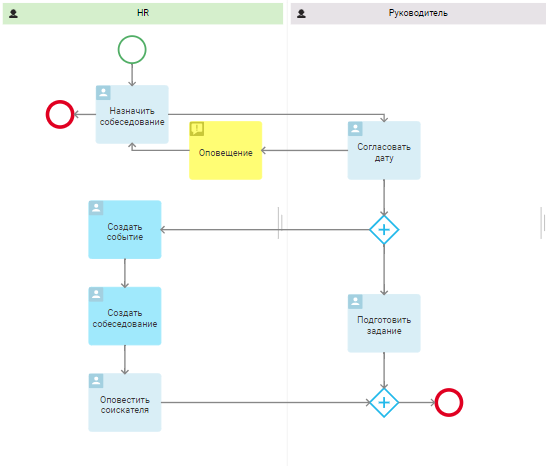 HR
Руководитель
Назначить
собеседование
Оповещение
Согласовать
дату
Создать
событие
Создать
собеседование
Подготовить
задание
Оповестить
соискателя